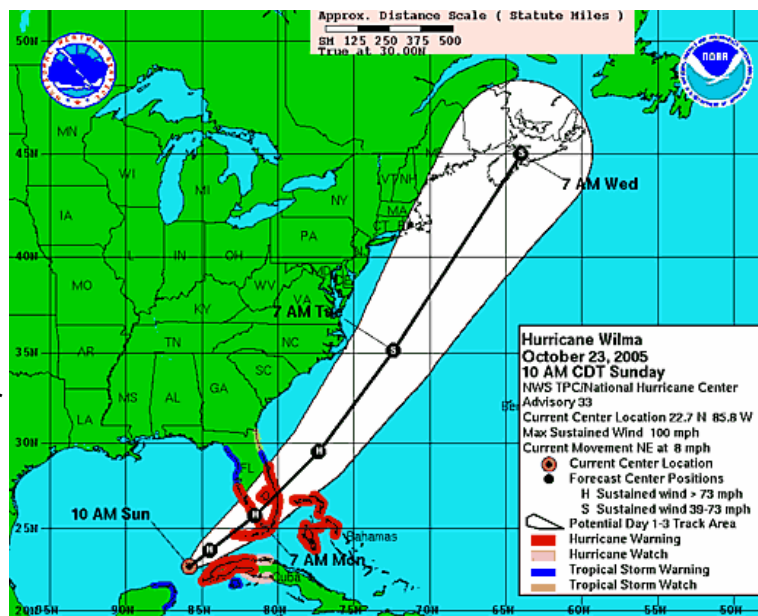 Approx. Distance Scale ( Statute Miles )
SM 125 250 375 500
True at 30.00N
50N
NOAA
MN
WI
MI
ME
VT NH
45N
7 AM Wed
IA
NY
MA
CT
PA
NJ
IL IN OH
40N
MD DE
MO
WV
KY
VA
7 AM Tue
S
TN
NC
35N
AR
SC
MS AL GA
LA
30N
H
FL
10 AM Sun
H
25N
H
7 AM Mon
Bahamas
Cuba
20N 95W 90W 85W 80W 75W 70W 65W 60W 55W 50W
Hurricane Wilma
October 23, 2005
10 AM CDT Sunday
NWS TPC/National Hurricane Center
Advisory 33
Current Center Location 22.7 N 85.8 W
Max Sustained Wind 100 mph
Current Movement NE at 8 mph
Current Center Location
Forecast Center Positions
H Sustained wind > 73 mph
S Sustained wind 39-73 mph
Potential Day 1-3 Track Area
Hurricane Warning
Hurricane Watch
Tropical Storm Warning
Tropical Storm Watch